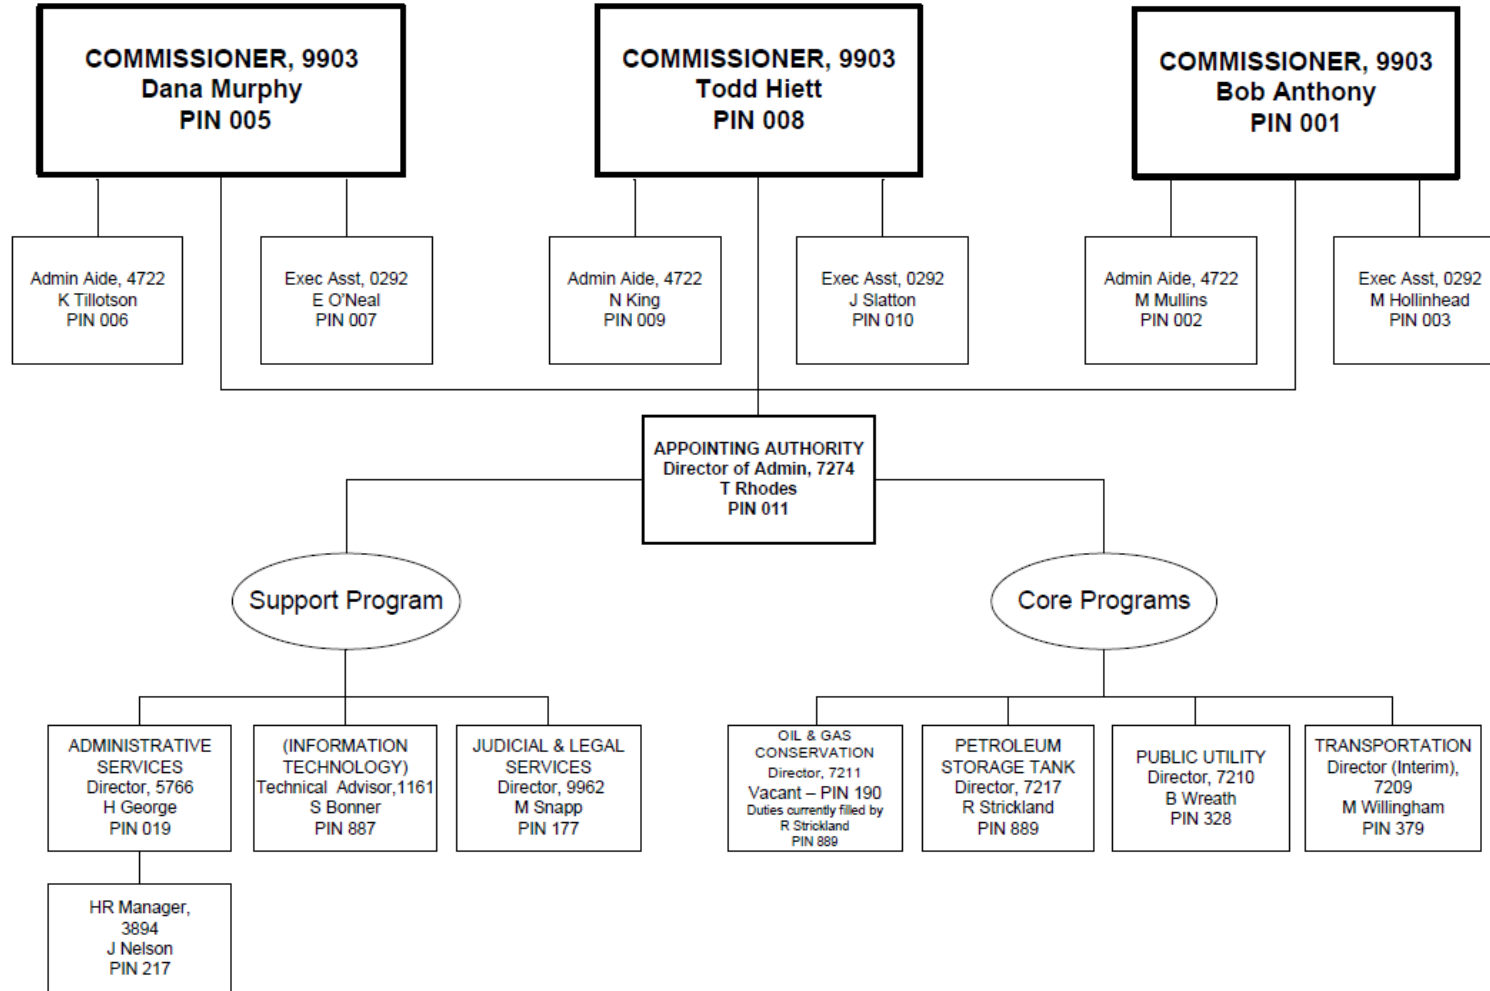 COMMISSIONER, 9903
Dana Murphy
PIN 005
COMMISSIONER, 9903
Todd Hiett
PIN 008
COMMISSIONER, 9903
Bob Anthony
PIN 001
Admin Aide, 4722
K Tillotson
PIN 006
Exec Asst, 0292
E O'Neal
PIN 007
Admin Aide, 4722
N King
PIN 009
Exec Asst, 0292
J Slatton
PIN 010
Admin Aide, 4722
M Mullins
PIN 002
Exec Asst, 0292
M Hollinhead
PIN 003
APPOINTING AUTHORITY
Director of Admin, 7274
T Rhodes
PIN 011
Support Program
Core Programs
ADMINISTRATIVE
SERVICES
Director, 5766
H George
PIN 019
(INFORMATION
TECHNOLOGY)
Technical Advisor,1161
S Bonner
PIN 887
JUDICIAL & LEGAL
SERVICES
Director, 9962
M Snapp
PIN 177
OIL & GAS
CONSERVATION
Director, 7211
Vacant – PIN 190
Duties currently filled by
R Strickland
PIN 889
PETROLEUM
STORAGE TANK
Director, 7217
R Strickland
PIN 889
PUBLIC UTILITY
Director, 7210
B Wreath
PIN 328
TRANSPORTATION
Director (Interim),
7209
M Willingham
PIN 379
HR Manager,
3894
J Nelson
PIN 217